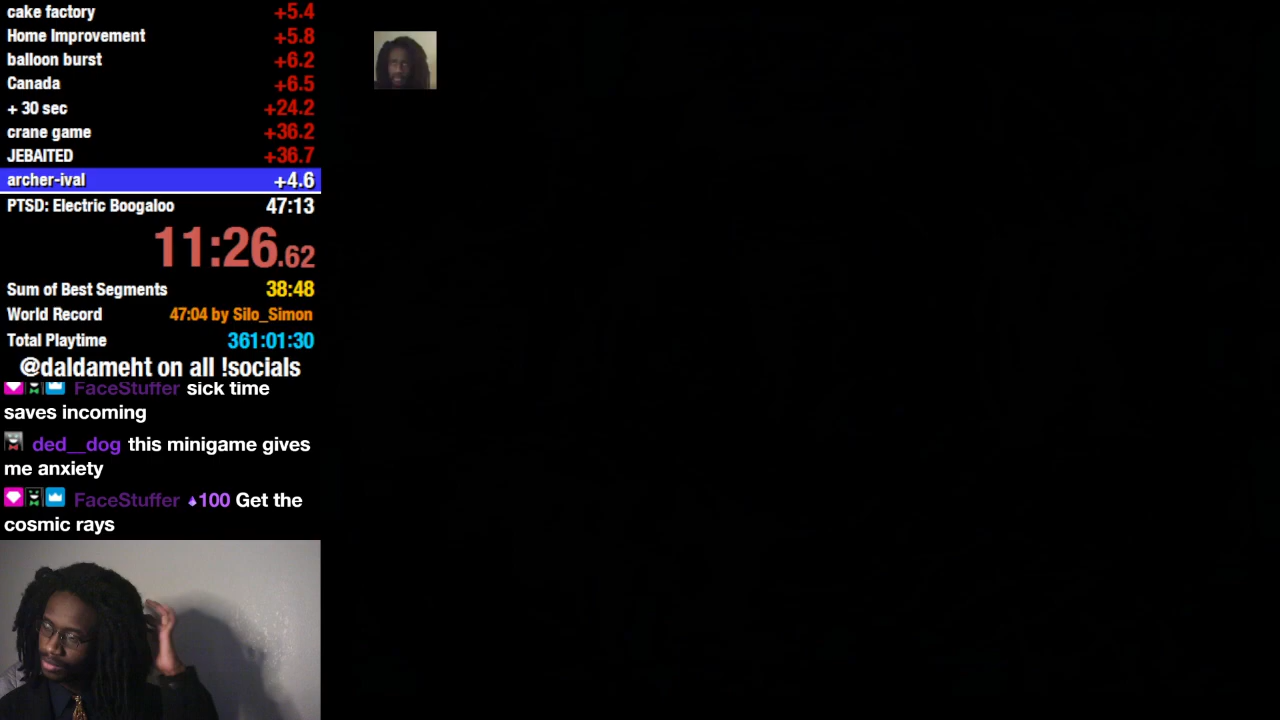 cake factory +5.4
Home Improvement +5.8
balloon burst +6.2
Canada +6.5
+ 30 sec +24.2
crane game +36.2
JEBAITED +36.7
archer-ival +4.6
PTSD: Electric Boogaloo 47:13
11:26.62
Sum of Best Segments 38:48
World Record 47:04 by Silo_Simon
Total Playtime 361:01:30
@daldameht on all !socials
FaceStuffer sick time
saves incoming
ded__dog this minigame gives
me anxiety
FaceStuffer 100 Get the
cosmic rays